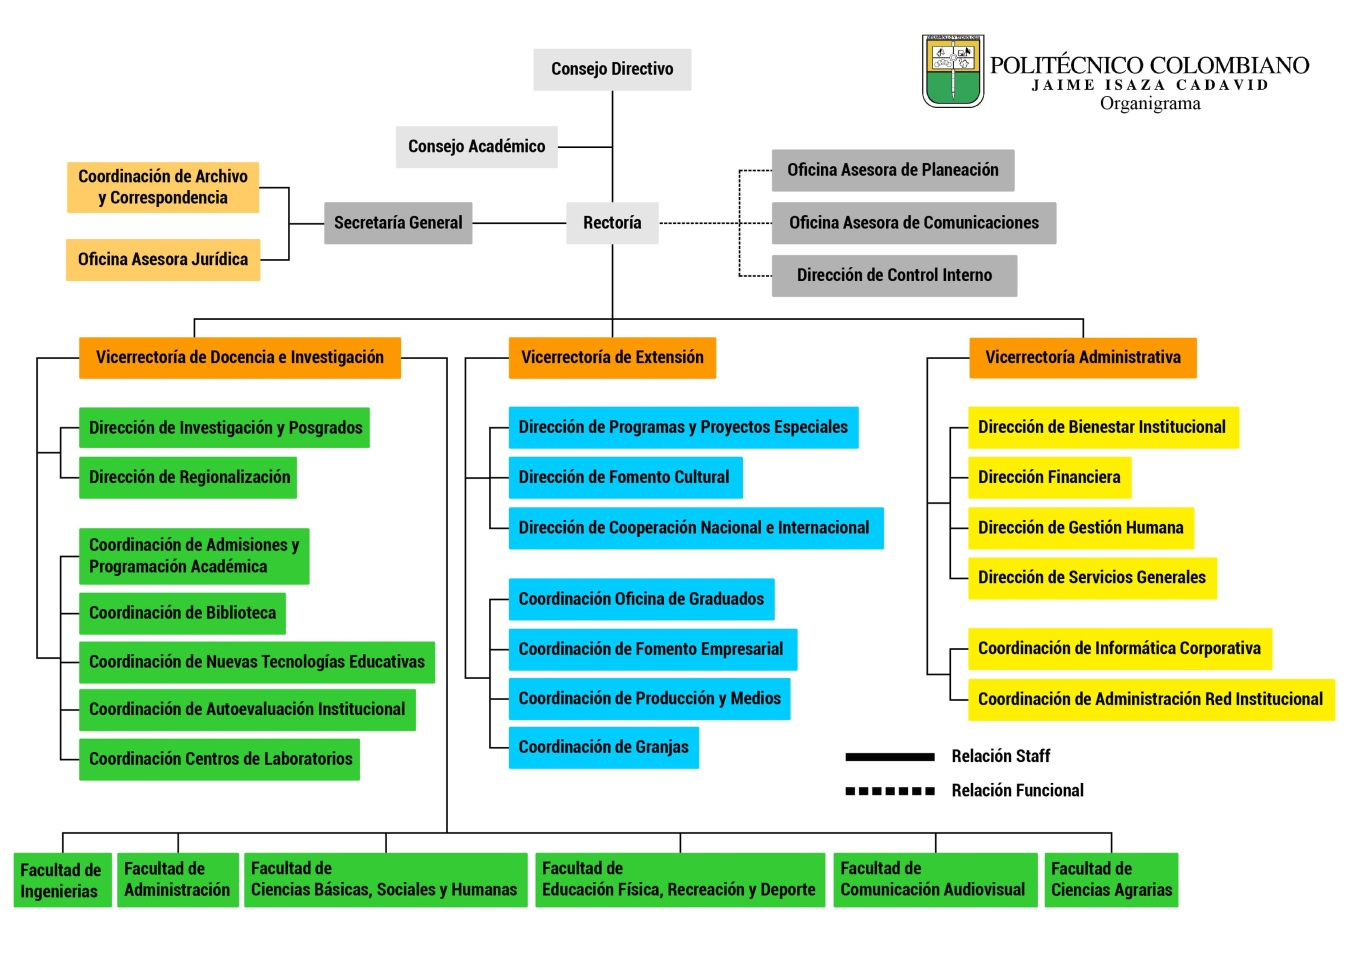 POLITÉCNICO COLOMBIANO
JAIME ISAZA CADAVID
Organigrama
Consejo Directivo
Consejo Académico
Coordinación de Archivo
y Correspondencia
Oficina Asesora Jurídica
Secretaría General
Rectoría
Oficina Asesora de Planeación
Oficina Asesora de Comunicaciones
Dirección de Control Interno
Vicerrectoría de Docencia e Investigación
Dirección de Investigación y Posgrados
Dirección de Regionalización
Coordinación de Admisiones y
Programación Académica
Coordinación de Biblioteca
Coordinación de Nuevas Tecnologías Educativas
Coordinación de Autoevaluación Institucional
Coordinación Centros de Laboratorios
Vicerrectoría de Extensión
Dirección de Programas y Proyectos Especiales
Dirección de Fomento Cultural
Dirección de Cooperación Nacional e Internacional
Coordinación Oficina de Graduados
Coordinación de Fomento Empresarial
Coordinación de Producción y Medios
Coordinación de Granjas
Vicerrectoría Administrativa
Dirección de Bienestar Institucional
Dirección Financiera
Dirección de Gestión Humana
Dirección de Servicios Generales
Coordinación de Informática Corporativa
Coordinación de Administración Red Institucional
Relación Staff
Relación Funcional
Facultad de
Ingenierias
Facultad de
Administración
Facultad de
Ciencias Básicas, Sociales y Humanas
Facultad de
Educación Física, Recreación y Deporte
Facultad de
Comunicación Audiovisual
Facultad de
Ciencias Agrarias